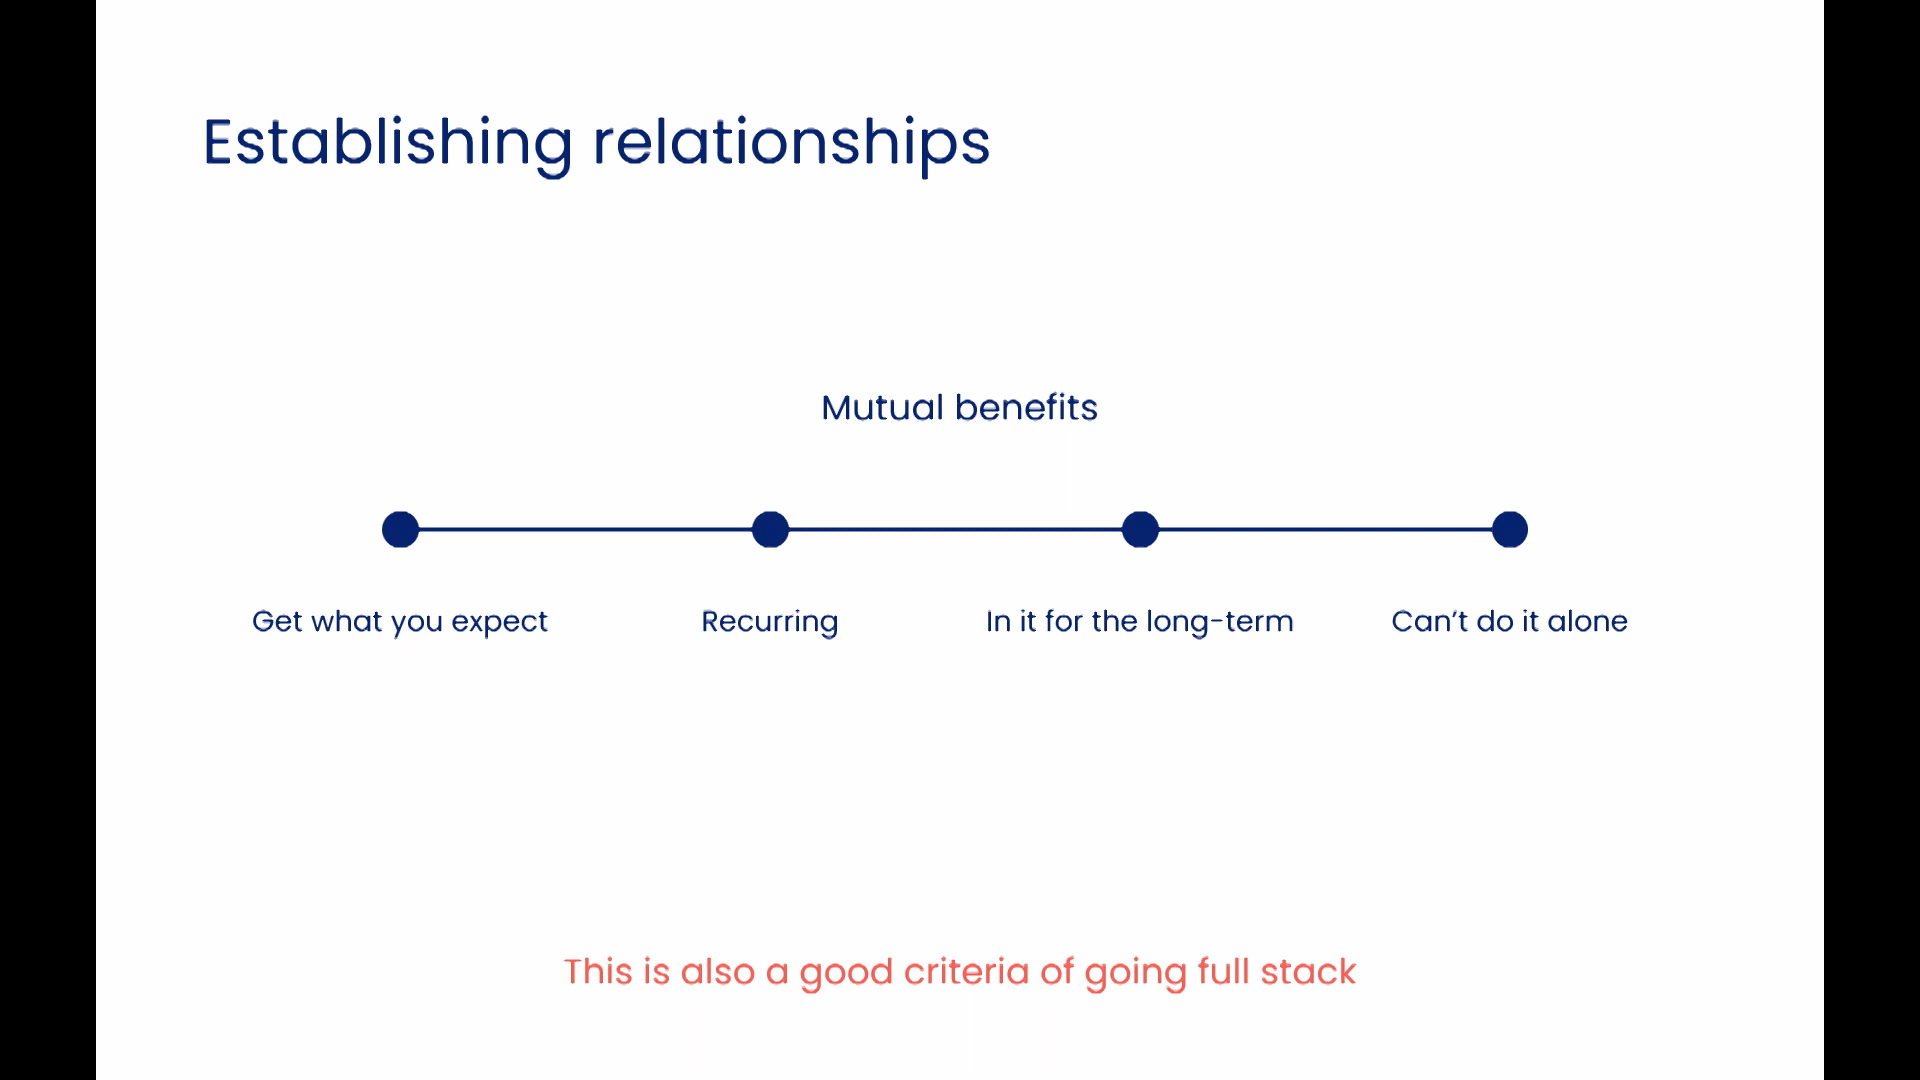 Establishing relationships
Mutual benefits
Get what you expect
Recurring
In it for the long-term
Can’t do it alone
This is also a good criteria of going full stack